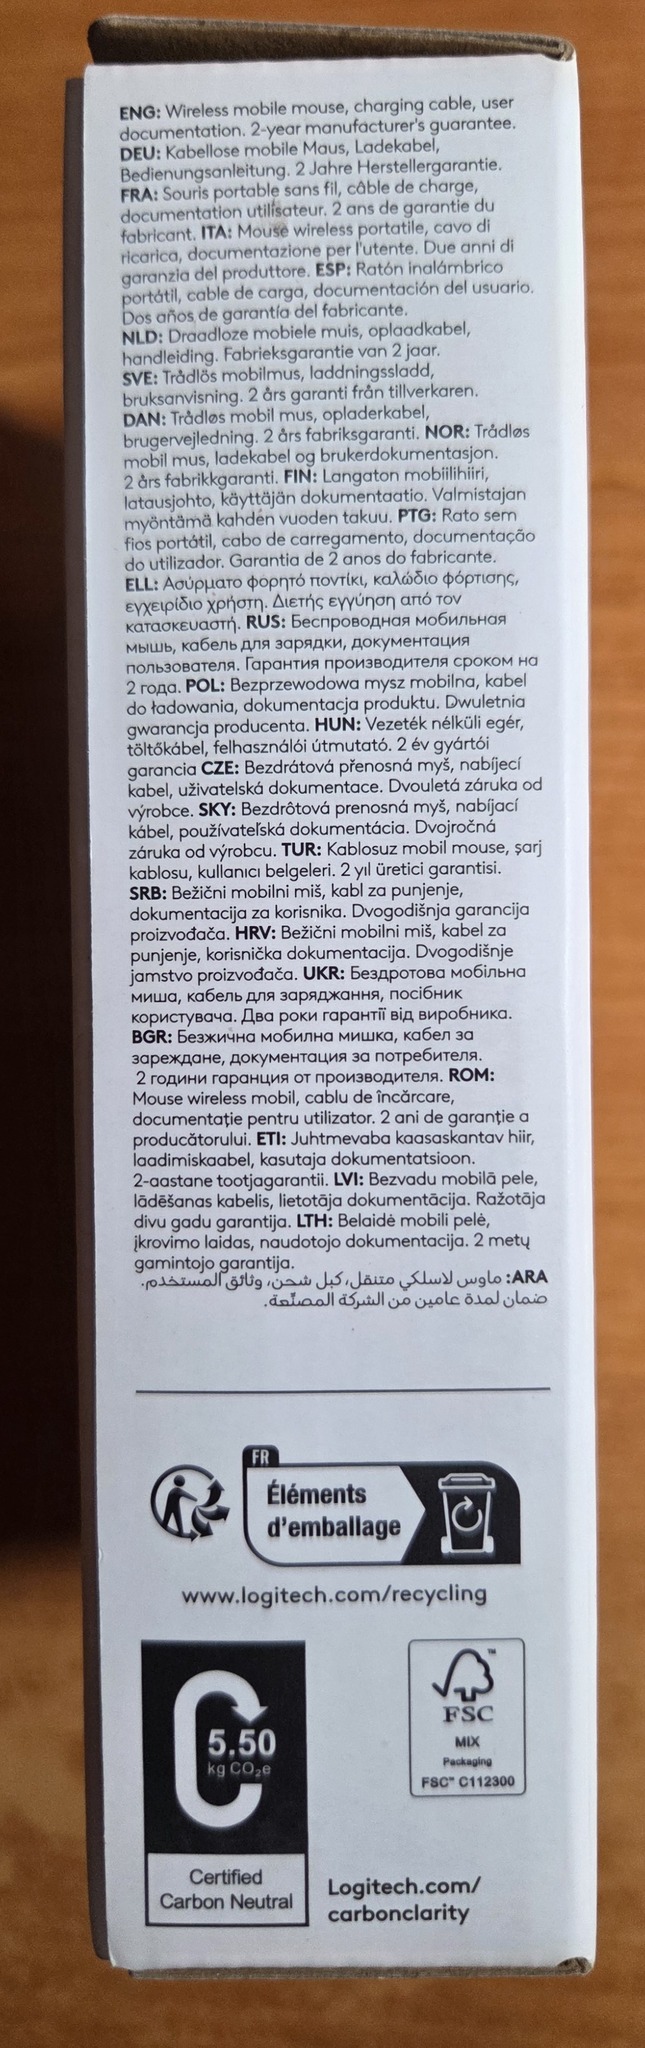 ENG: Wireless mobile mouse, charging cable, user
documentation. 2-year manufacturer's guarantee.
DEU: Kabellose mobile Maus, Ladekabel,
Bedienungsanleitung. 2 Jahre Herstellergarantie.
FRA: Souris portable sans fil, câble de charge,
documentation utilisateur. 2 ans de garantie du
fabricant. ITA: Mouse wireless portatile, cavo di
ricarica, documentazione per l'utente. Due anni di
garanzia del produttore. ESP: Ratón inalámbrico
portátil, cable de carga, documentación del usuario.
Dos años de garantía del fabricante.
NLD: Draadloze mobiele muis, oplaadkabel,
handleiding. Fabrieksgarantie van 2 jaar.
SVE: Trådlös mobilmus, laddningssladd,
bruksanvisning. 2 års garanti från tillverkaren.
DAN: Trådløs mobil mus, opladerkabel,
brugervejledning. 2 års fabriksgaranti. NOR: Trådløs
mobil mus, ladekabel og brukerdokumentasjon.
2 års fabrikkgaranti. FIN: Langaton mobiilihiiri,
latausjohto, käyttäjän dokumentaatio. Valmistajan
myöntämä kahden vuoden takuu. PTG: Rato sem
fios portátil, cabo de carregamento, documentação
do utilizador. Garantia de 2 anos do fabricante.
ELL: Ασύρματο φορητό ποντίκι, καλώδιο φόρτισης,
εγχειρίδιο χρήστη. Διετής εγγύηση από τον
κατασκευαστή. RUS: Беспроводная мобильная
мышь, кабель для зарядки, документация
пользователя. Гарантия производителя сроком на
2 года. POL: Bezprzewodowa mysz mobilna, kabel
do ładowania, dokumentacja produktu. Dwuletnia
gwarancja producenta. HUN: Vezeték nélküli egér,
töltőkábel, felhasználói útmutató. 2 év gyártói
garancia CZE: Bezdrátová přenosná myš, nabíjecí
kabel, uživatelská dokumentace. Dvouletá záruka od
výrobce. SKY: Bezdrôtová prenosná myš, nabíjací
kábel, používateľská dokumentácia. Dvojročná
záruka od výrobcu. TUR: Kablosuz mobil mouse, şarj
kablosu, kullanıcı belgeleri. 2 yıl üretici garantisi.
SRB: Bežični mobilni miš, kabl za punjenje,
dokumentacija za korisnika. Dvogodišnja garancija
proizvođača. HRV: Bežični mobilni miš, kabel za
punjenje, korisnička dokumentacija. Dvogodišnje
jamstvo proizvođača. UKR: Бездротова мобільна
миша, кабель для заряджання, посібник
користувача. Два роки гарантії від виробника.
BGR: Безжична мобилна мишка, кабел за
зареждане, документация за потребителя.
2 години гаранция от производителя. ROM:
Mouse wireless mobil, cablu de încărcare,
documentație pentru utilizator. 2 ani de garanție a
producătorului. ETI: Juhtmevaba kaasaskantav hiir,
laadimiskaabel, kasutaja dokumentatsioon.
2-aastane tootjagarantii. LVI: Bezvadu mobilā pele,
lādēšanas kabelis, lietotāja dokumentācija. Ražotāja
divu gadu garantija. LTH: Belaidė mobili pelė,
įkrovimo laidas, naudotojo dokumentacija. 2 metų
gamintojo garantija.
ARA: ماوس لاسلكي متنقل، كبل شحن، وثائق المستخدم.
ضمان لمدة عامين من الشركة المصنّعة.
FR
Éléments
d'emballage
www.logitech.com/recycling
5.50
kg CO₂e
Certified
Carbon Neutral
FSC
MIX
Packaging
FSC™ C112300
Logitech.com/
carbonclarity